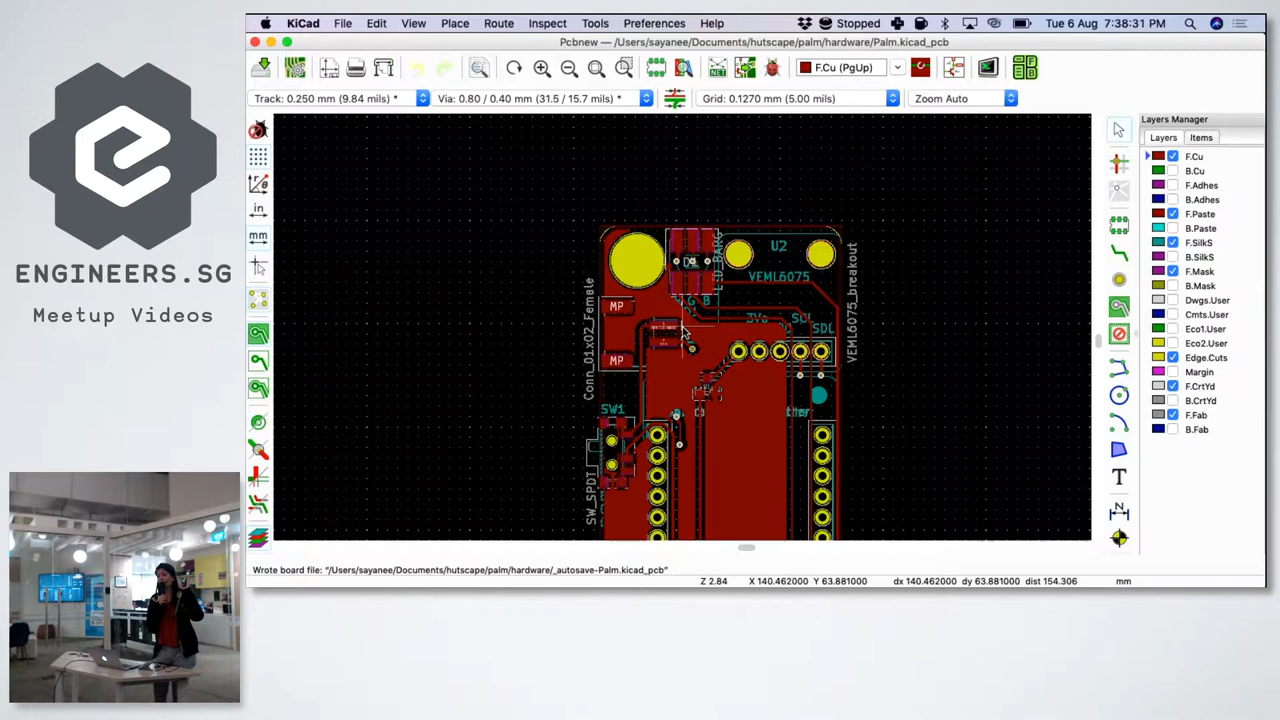 ENGINEERS.SG
Meetup Videos
KiCad File Edit View Place Route Inspect Tools Preferences Help
Stopped
Tue 6 Aug 7:38:31 PM
Pcbnew — /Users/sayanee/Documents/hutscape/palm/hardware/Palm.kicad_pcb
F.Cu (PgUp)
Track: 0.250 mm (9.84 mils) *
Via: 0.80 / 0.40 mm (31.5 / 15.7 mils) *
Grid: 0.1270 mm (5.00 mils)
Zoom Auto
in
mm
U2
VEML6075
VEML6075_breakout
Conn_01x02_Female
MP
MP
G B
3Vo
SCL
SDL
SW1
SW_SPDT
Layers Manager
Layers
Items
F.Cu
B.Cu
F.Adhes
B.Adhes
F.Paste
B.Paste
F.SilkS
B.SilkS
F.Mask
B.Mask
Dwgs.User
Cmts.User
Eco1.User
Eco2.User
Edge.Cuts
Margin
F.CrtYd
B.CrtYd
F.Fab
B.Fab
T
N
Wrote board file: "/Users/sayanee/Documents/hutscape/palm/hardware/_autosave-Palm.kicad_pcb"
Z 2.84
X 140.462000 Y 63.881000
dx 140.462000 dy 63.881000 dist 154.306
mm